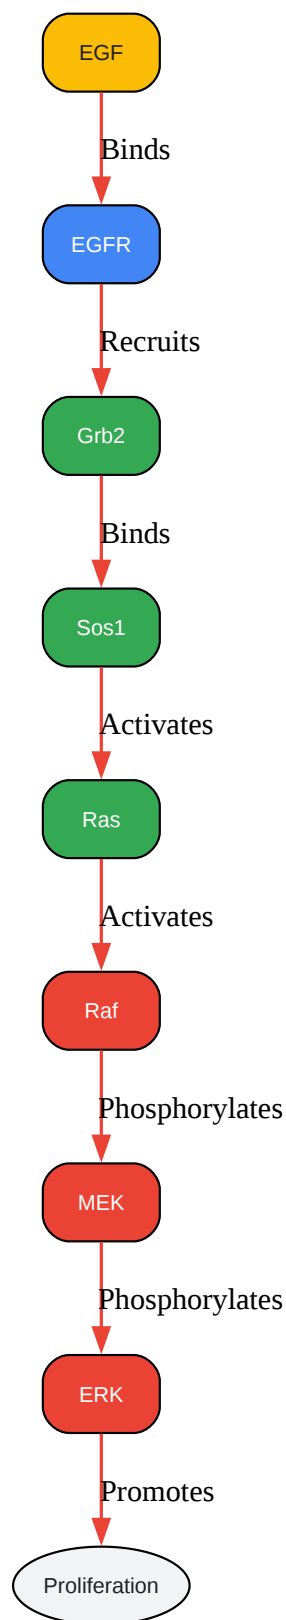 EGF
Binds
EGFR
Recruits
Grb2
Binds
Sos1
Activates
Ras
Activates
Raf
Phosphorylates
MEK
Phosphorylates
ERK
Promotes
Proliferation